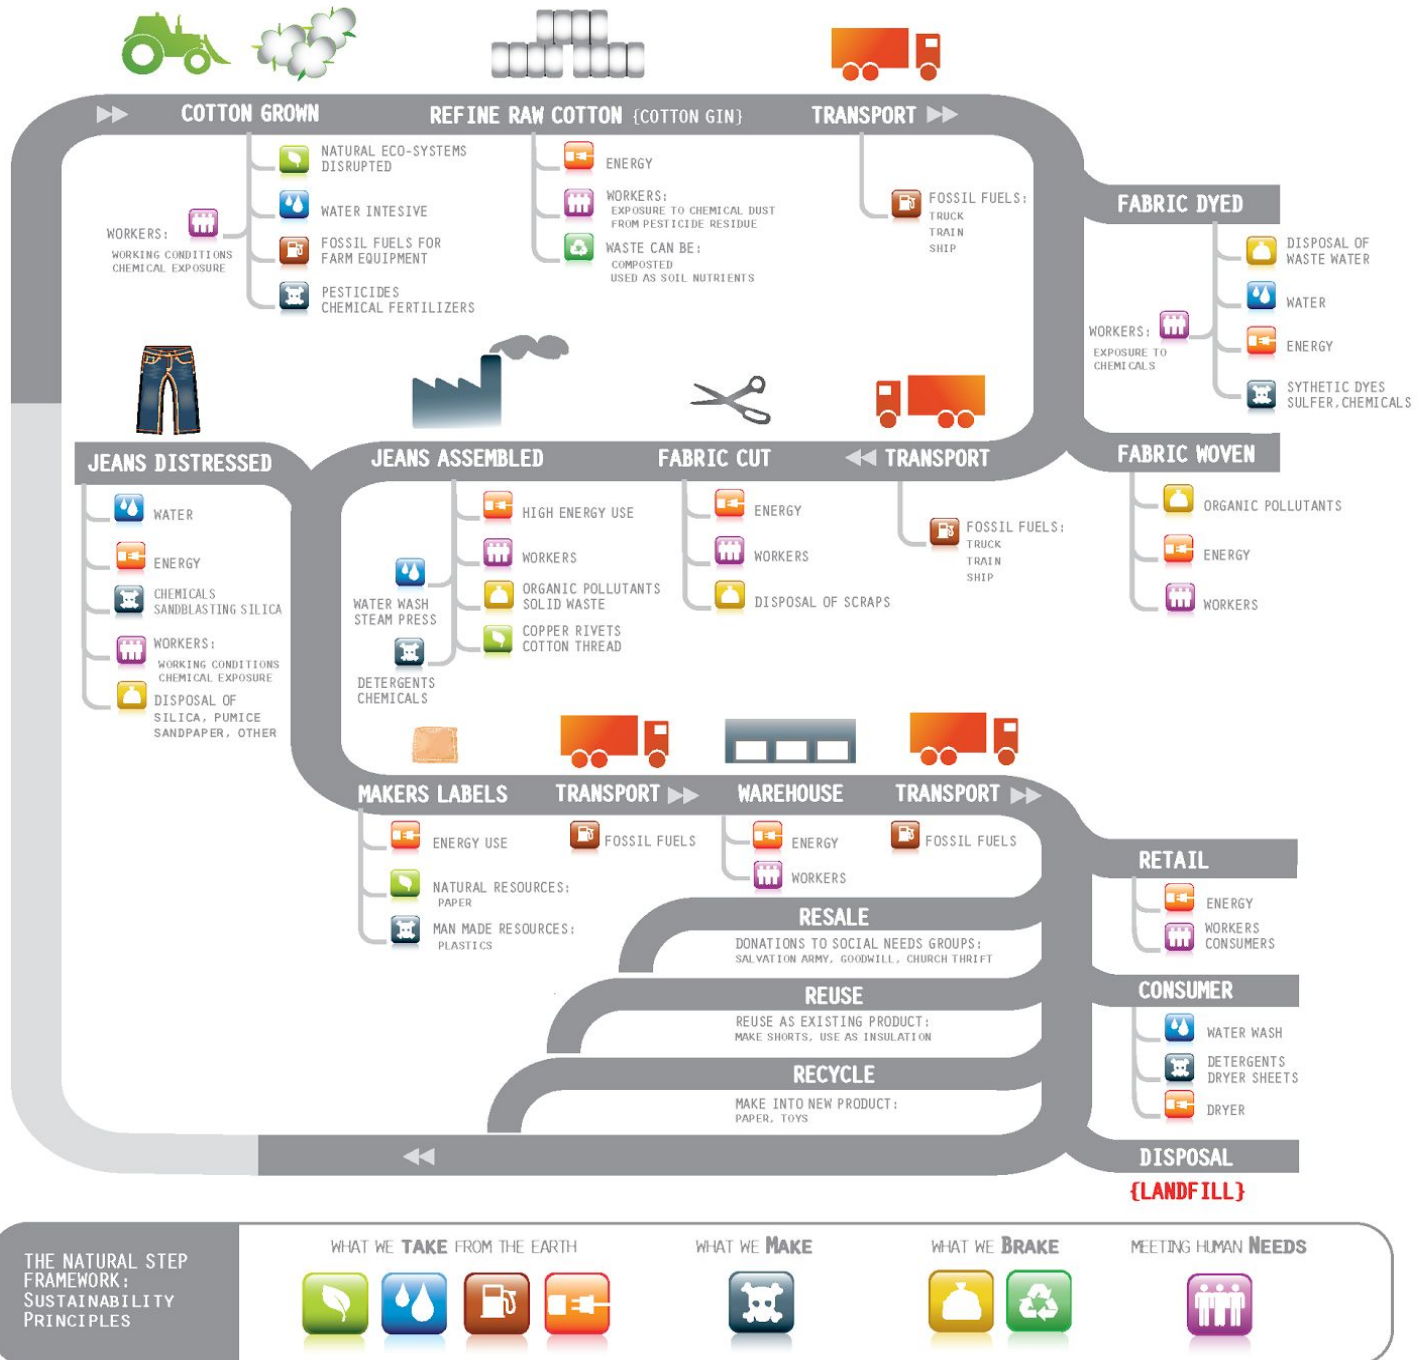 COTTON GROWN
REFINE RAW COTTON {COTTON GIN}
TRANSPORT
NATURAL ECO-SYSTEMS
DISRUPTED
WATER INTESIVE
WORKERS:
WORKING CONDITIONS
CHEMICAL EXPOSURE
FOSSIL FUELS FOR
FARM EQUIPMENT
PESTICIDES
CHEMICAL FERTILIZERS
ENERGY
WORKERS:
EXPOSURE TO CHEMICAL DUST
FROM PESTICIDE RESIDUE
WASTE CAN BE:
COMPOSTED
USED AS SOIL NUTRIENTS
FOSSIL FUELS:
TRUCK
TRAIN
SHIP
FABRIC DYED
DISPOSAL OF
WASTE WATER
WATER
WORKERS:
EXPOSURE TO
CHEMICALS
ENERGY
SYTHETIC DYES
SULFER,CHEMICALS
FABRIC WOVEN
ORGANIC POLLUTANTS
ENERGY
WORKERS
TRANSPORT
FOSSIL FUELS:
TRUCK
TRAIN
SHIP
FABRIC CUT
ENERGY
WORKERS
DISPOSAL OF SCRAPS
JEANS ASSEMBLED
HIGH ENERGY USE
WORKERS
WATER WASH
STEAM PRESS
ORGANIC POLLUTANTS
SOLID WASTE
COPPER RIVETS
COTTON THREAD
DETERGENTS
CHEMICALS
JEANS DISTRESSED
WATER
ENERGY
CHEMICALS
SANDBLASTING SILICA
WORKERS:
WORKING CONDITIONS
CHEMICAL EXPOSURE
DISPOSAL OF
SILICA, PUMICE
SANDPAPER, OTHER
MAKERS LABELS
ENERGY USE
NATURAL RESOURCES:
PAPER
MAN MADE RESOURCES:
PLASTICS
TRANSPORT
FOSSIL FUELS
WAREHOUSE
ENERGY
WORKERS
TRANSPORT
FOSSIL FUELS
RETAIL
ENERGY
WORKERS
CONSUMERS
RESALE
DONATIONS TO SOCIAL NEEDS GROUPS:
SALVATION ARMY, GOODWILL, CHURCH THRIFT
CONSUMER
WATER WASH
DETERGENTS
DRYER SHEETS
DRYER
REUSE
REUSE AS EXISTING PRODUCT:
MAKE SHORTS, USE AS INSULATION
RECYCLE
MAKE INTO NEW PRODUCT:
PAPER, TOYS
DISPOSAL
{LANDFILL}
THE NATURAL STEP
FRAMEWORK:
SUSTAINABILITY
PRINCIPLES
WHAT WE TAKE FROM THE EARTH
WHAT WE MAKE
WHAT WE BRAKE
MEETING HUMAN NEEDS